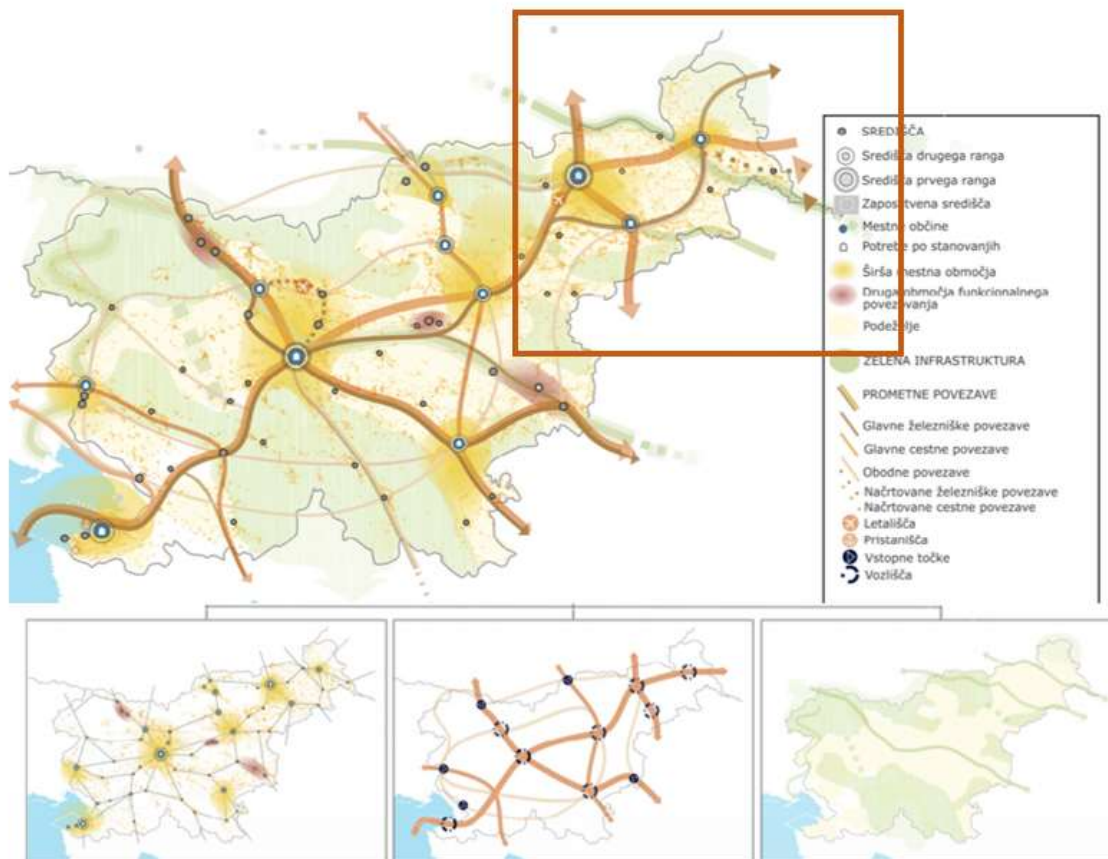 SREDIŠČA
Središča drugega ranga
Središča prvega ranga
Zaposlitvena središča
Mestne občine
Potrebe po stanovanjih
Širša mestna območja
Druga območja funkcionalnega
povezovanja
Podeželje
ZELENA INFRASTRUKTURA
PROMETNE POVEZAVE
Glavne železniške povezave
Glavne cestne povezave
Obodne povezave
Načrtovane železniške povezave
Načrtovane cestne povezave
Letališča
Pristanišča
Vstopne točke
Vozlišča